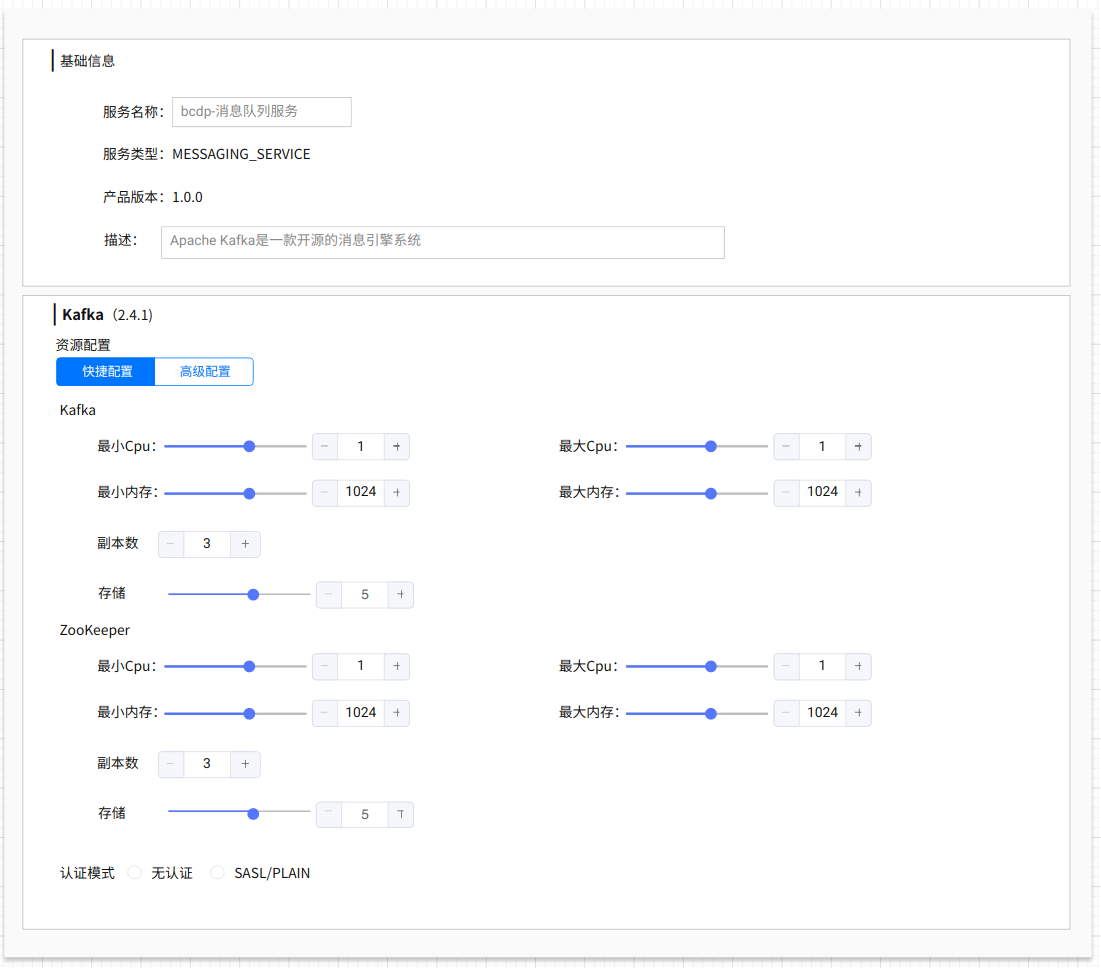 基础信息
服务名称： bcdp-消息队列服务
服务类型：MESSAGING_SERVICE
产品版本：1.0.0
描述： Apache Kafka是一款开源的消息引擎系统
Kafka（2.4.1)
资源配置
快捷配置 高级配置
Kafka
最小Cpu： − 1 + 最大Cpu： − 1 +
最小内存： − 1024 + 最大内存： − 1024 +
副本数 − 3 +
存储 − 5 +
ZooKeeper
最小Cpu： − 1 + 最大Cpu： − 1 +
最小内存： − 1024 + 最大内存： − 1024 +
副本数 − 3 +
存储 − 5 +
认证模式 无认证 SASL/PLAIN